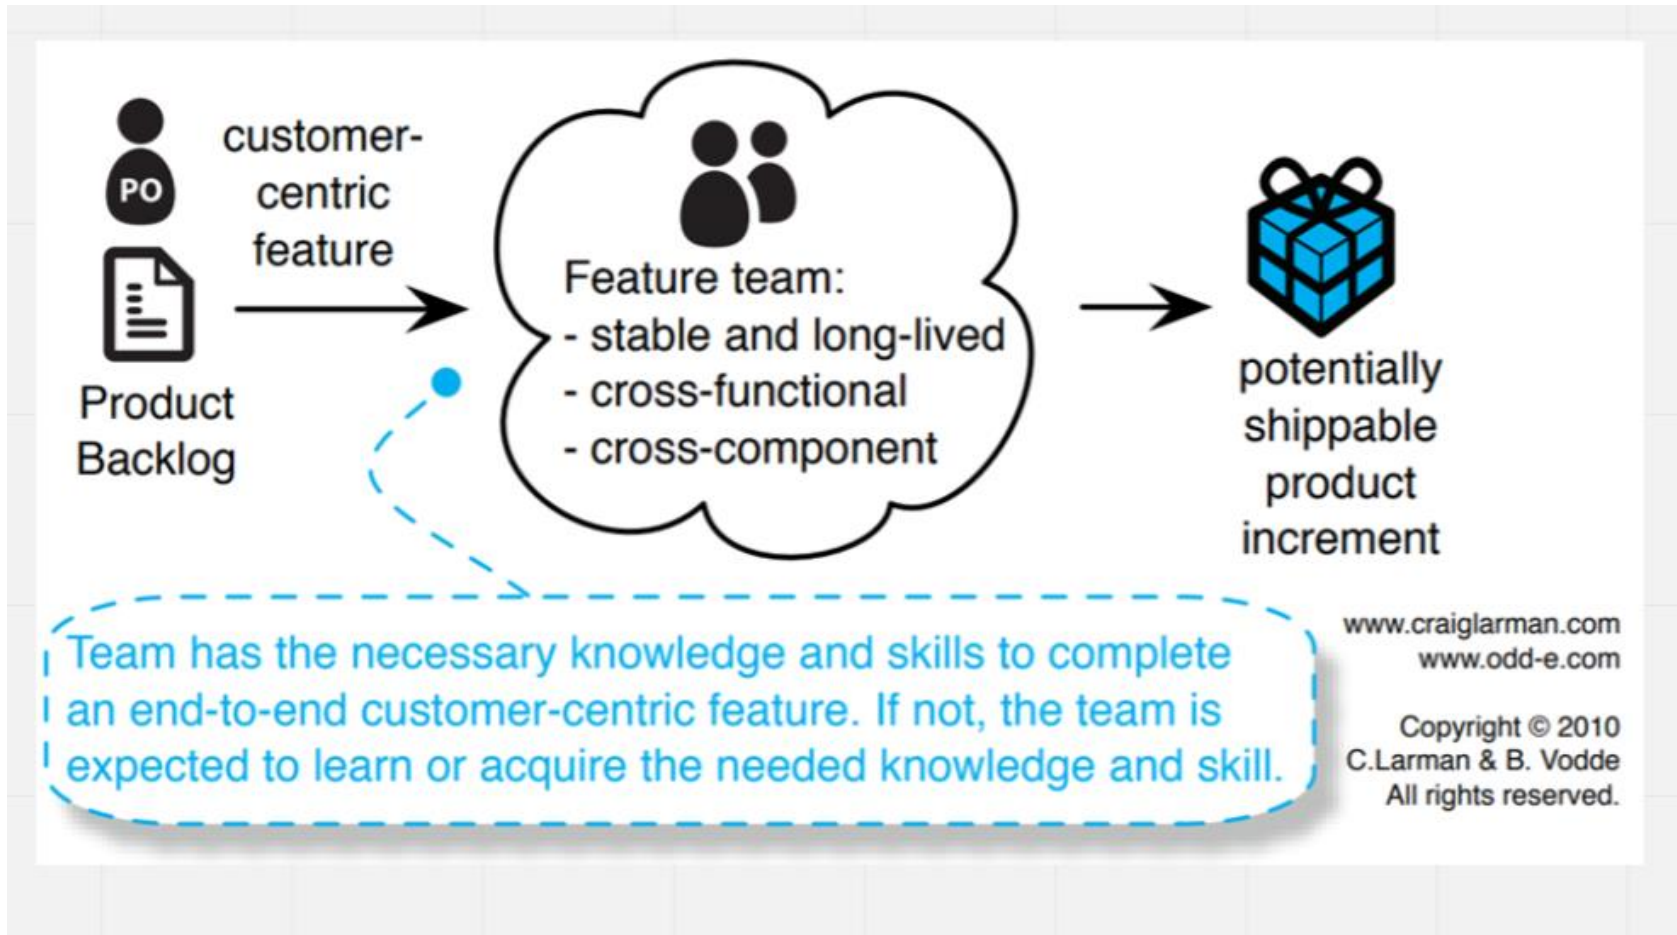 PO
Product
Backlog
customer-
centric
feature
Feature team:
- stable and long-lived
- cross-functional
- cross-component
potentially
shippable
product
increment
Team has the necessary knowledge and skills to complete
an end-to-end customer-centric feature. If not, the team is
expected to learn or acquire the needed knowledge and skill.
www.craiglarman.com
www.odd-e.com
Copyright © 2010
C.Larman & B. Vodde
All rights reserved.